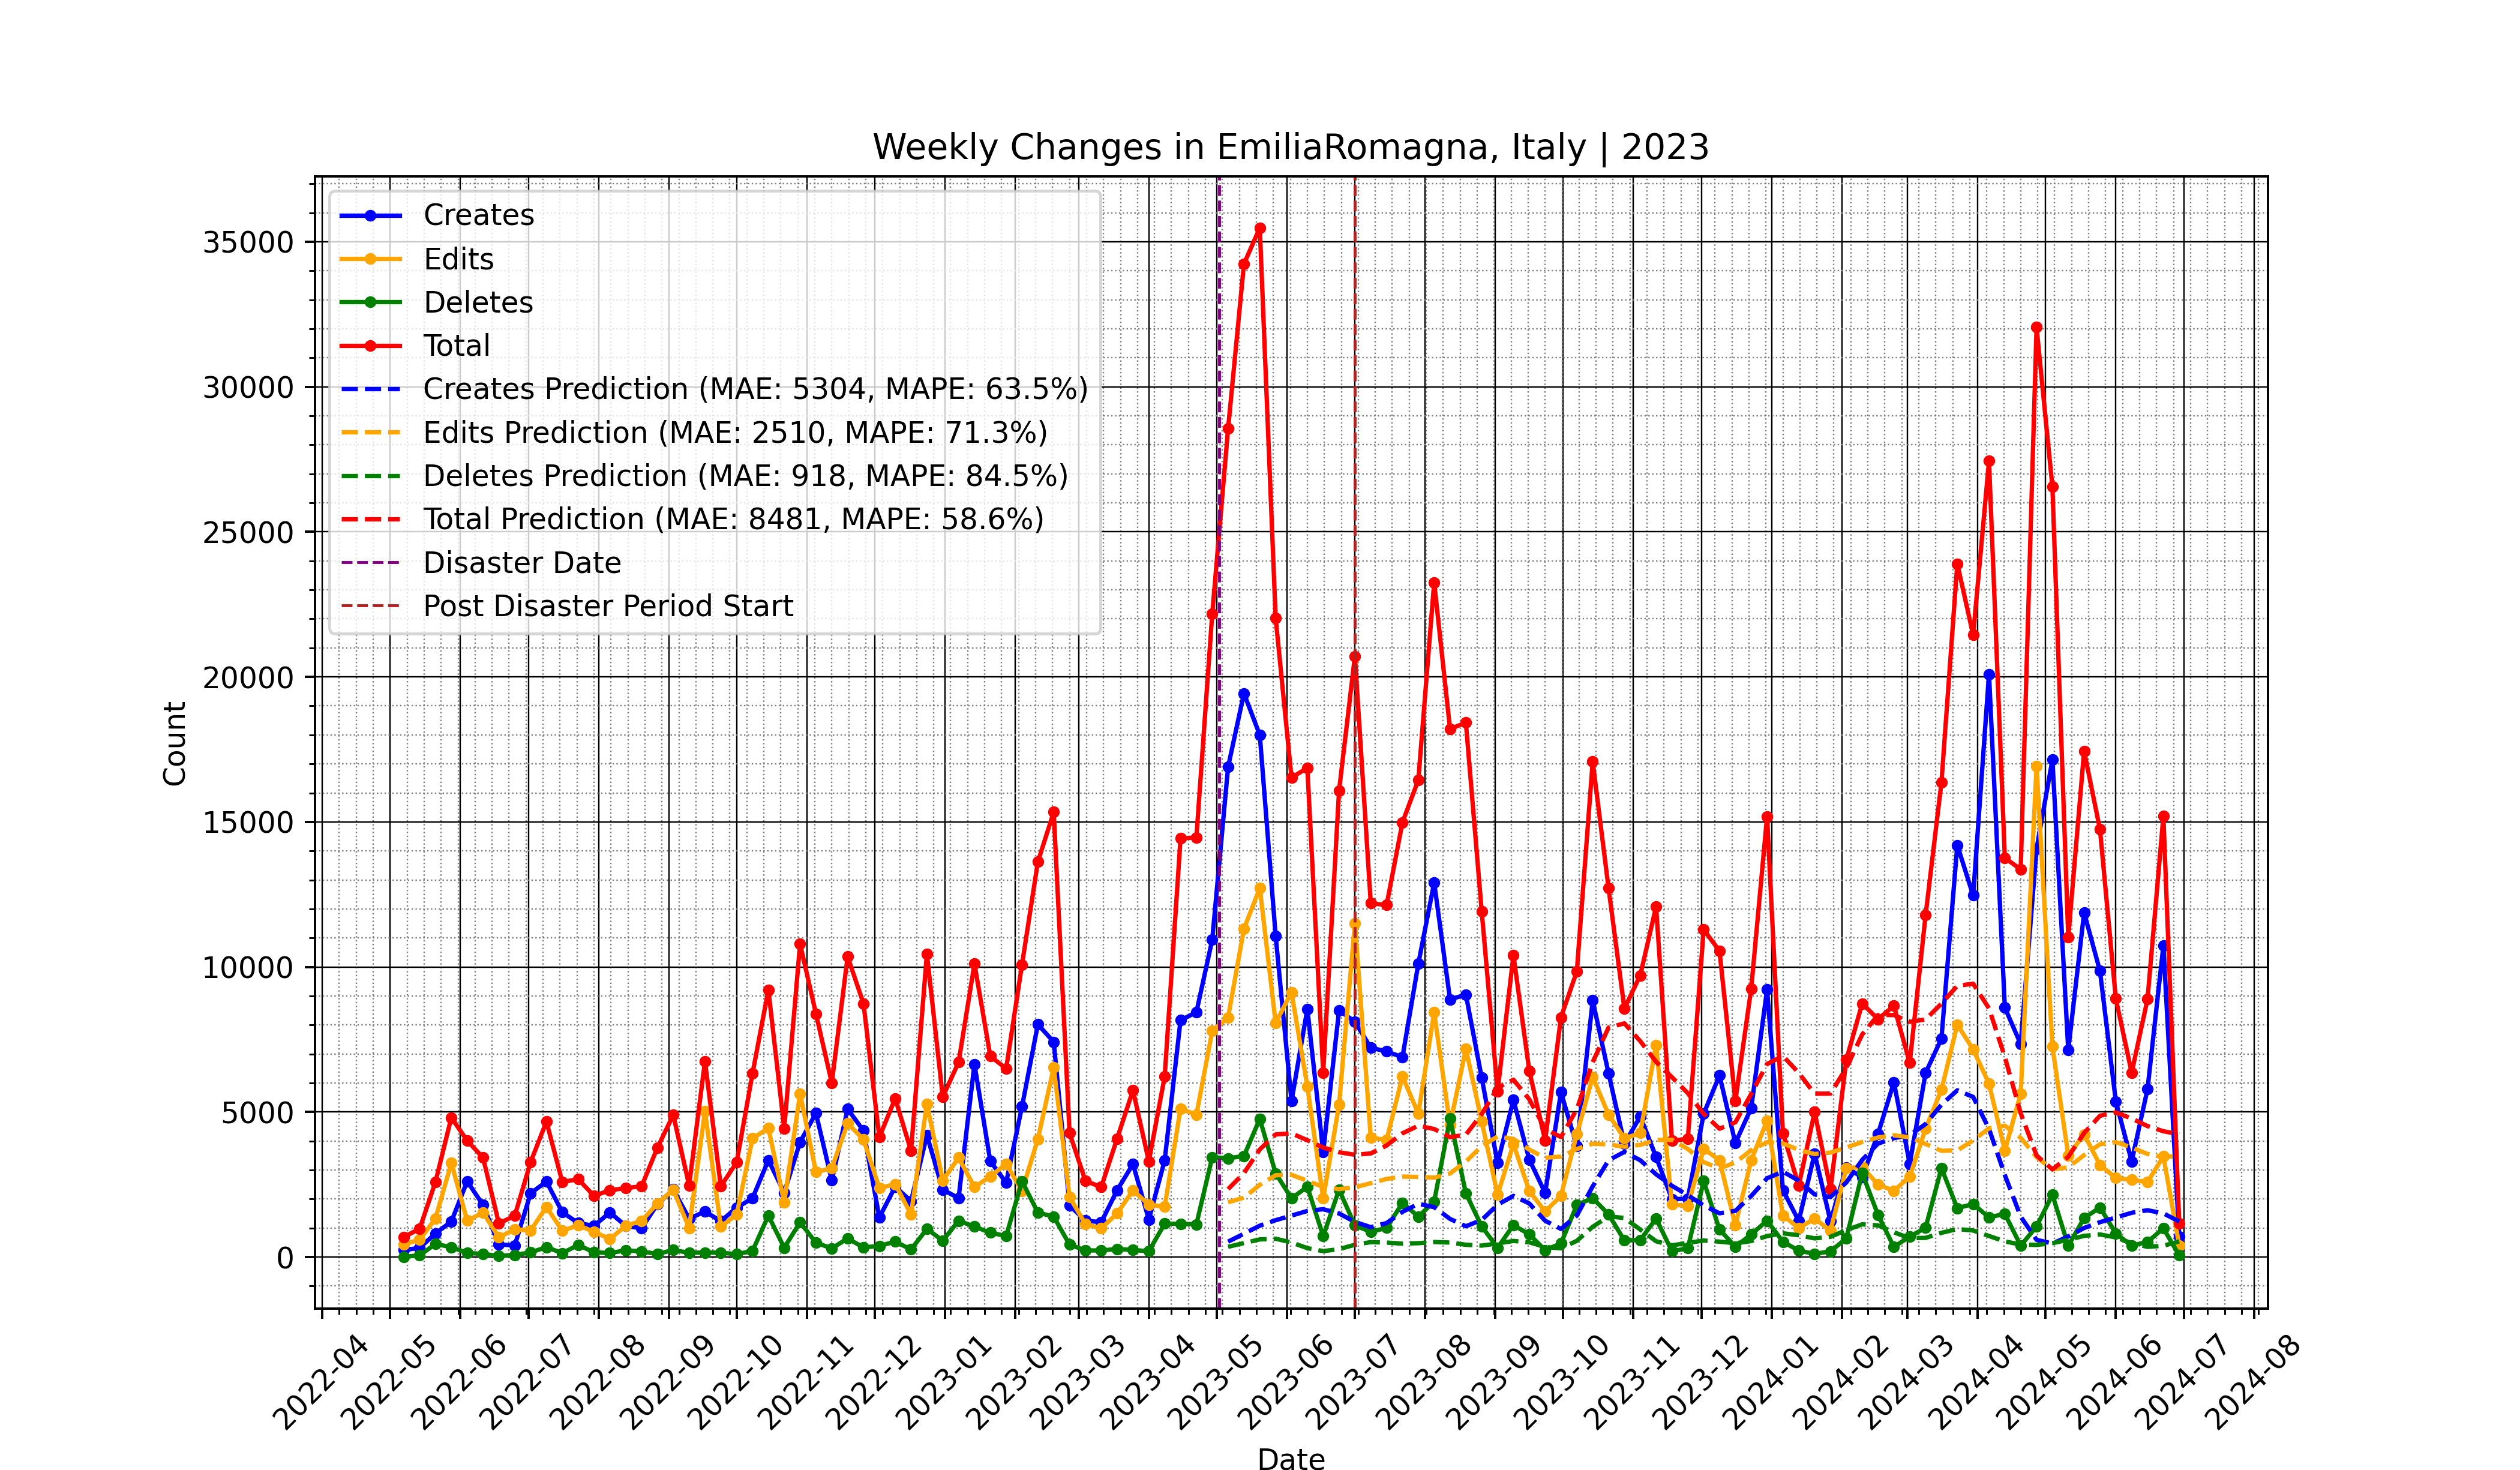 Weekly Changes in EmiliaRomagna, Italy | 2023
Creates
Edits
Deletes
Total
Creates Prediction (MAE: 5304, MAPE: 63.5%)
Edits Prediction (MAE: 2510, MAPE: 71.3%)
Deletes Prediction (MAE: 918, MAPE: 84.5%)
Total Prediction (MAE: 8481, MAPE: 58.6%)
Disaster Date
Post Disaster Period Start
Count
35000
30000
25000
20000
15000
10000
5000
0
2022-04
2022-05
2022-06
2022-07
2022-08
2022-09
2022-10
2022-11
2022-12
2023-01
2023-02
2023-03
2023-04
2023-05
2023-06
2023-07
2023-08
2023-09
2023-10
2023-11
2023-12
2024-01
2024-02
2024-03
2024-04
2024-05
2024-06
2024-07
2024-08
Date